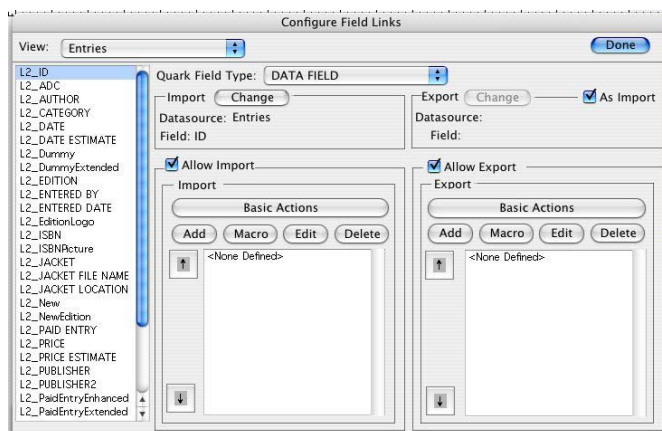 Configure Field Links
View: Entries
Done
L2_ID
L2_ADC
L2_AUTHOR
L2_CATEGORY
L2_DATE
L2_DATE ESTIMATE
L2_Dummy
L2_DummyExtended
L2_EDITION
L2_ENTERED BY
L2_ENTERED DATE
L2_EditionLogo
L2_ISBN
L2_ISBNPicture
L2_JACKET
L2_JACKET FILE NAME
L2_JACKET LOCATION
L2_New
L2_NewEdition
L2_PAID ENTRY
L2_PRICE
L2_PRICE ESTIMATE
L2_PUBLISHER
L2_PUBLISHER2
L2_PaidEntryEnhanced
L2_PaidEntryExtended
Quark Field Type: DATA FIELD
Import Change
Datasource: Entries
Field: ID
Export Change As Import
Datasource:
Field:
Allow Import
Import
Basic Actions
Add Macro Edit Delete
<None Defined>
Allow Export
Export
Basic Actions
Add Macro Edit Delete
<None Defined>